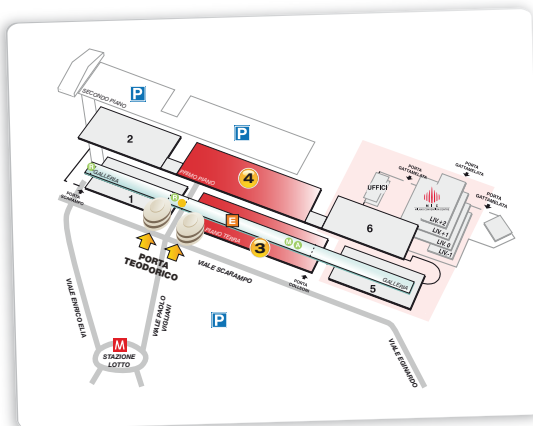 SECONDO PIANO
P
P
2
PRIMO PIANO
4
GALLERIA
PORTA
SCARAMPO
1
R
E
PIANO TERRA
3
M A
PORTA
GATTAMELATA
PORTA
GATTAMELATA
PORTA
GATTAMELATA
UFFICI
LIV.+2
LIV.+1
LIV.0
LIV.-1
6
GALLERIA
5
PORTA
COLLEONI
PORTA
TEODORICO
VIALE SCARAMPO
VIALE ENRICO ELIA
VIALE PAOLO
VIGLIANI
P
M
STAZIONE
LOTTO
VIALE EGINARDO